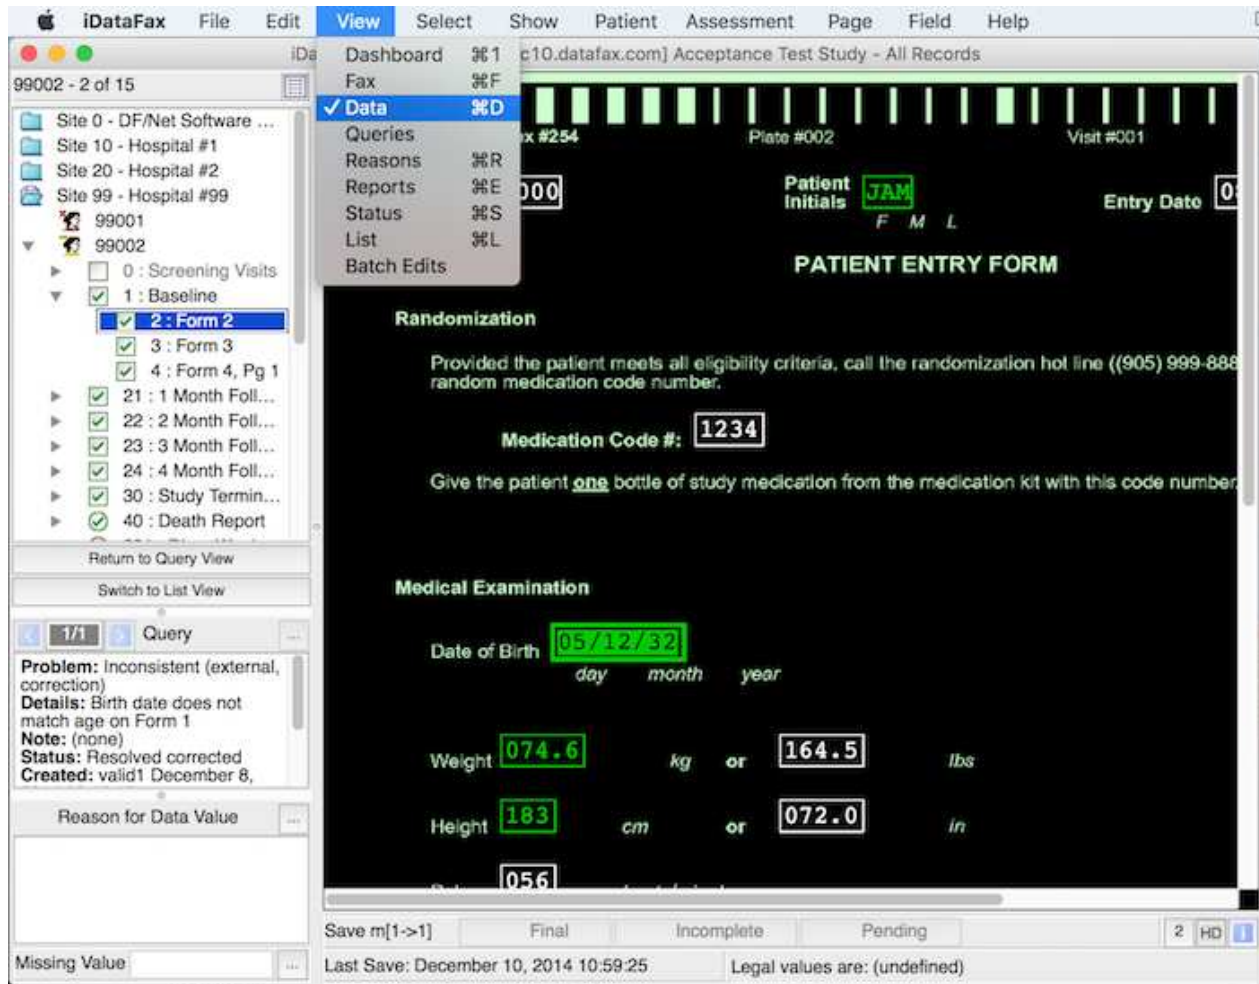 iDataFax File Edit View Select Show Patient Assessment Page Field Help
iDa
c10.datafax.com] Acceptance Test Study - All Records
Dashboard ⌘1
Fax ⌘F
✓ Data ⌘D
Queries
Reasons ⌘R
Reports ⌘E
Status ⌘S
List ⌘L
Batch Edits
99002 - 2 of 15
Site 0 - DF/Net Software ...
Site 10 - Hospital #1
Site 20 - Hospital #2
Site 99 - Hospital #99
99001
99002
0 : Screening Visits
1 : Baseline
2 : Form 2
3 : Form 3
4 : Form 4, Pg 1
21 : 1 Month Foll...
22 : 2 Month Foll...
23 : 3 Month Foll...
24 : 4 Month Foll...
30 : Study Termin...
40 : Death Report
Return to Query View
Switch to List View
1/1 Query ...
Problem: Inconsistent (external,
correction)
Details: Birth date does not
match age on Form 1
Note: (none)
Status: Resolved corrected
Created: valid1 December 8,
Reason for Data Value ...
Missing Value ...
x #254 Plate #002 Visit #001
000 Patient
Initials JAM Entry Date 0
F M L
PATIENT ENTRY FORM
Randomization
Provided the patient meets all eligibility criteria, call the randomization hot line ((905) 999-888
random medication code number.
Medication Code #: 1234
Give the patient one bottle of study medication from the medication kit with this code number
Medical Examination
Date of Birth 05/12/32
day month year
Weight 074.6 kg or 164.5 lbs
Height 183 cm or 072.0 in
056
Save m[1->1] Final Incomplete Pending 2 HD i
Last Save: December 10, 2014 10:59:25 Legal values are: (undefined)